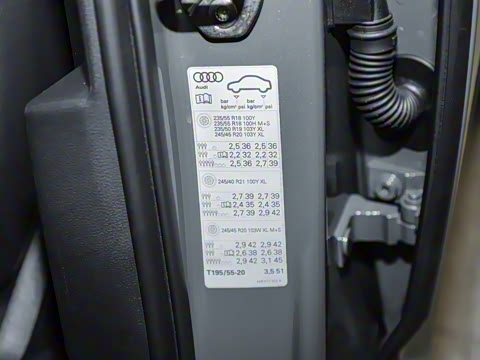 Audi
bar bar
kg/cm² psi kg/cm² psi
235/55 R18 100Y
235/55 R18 100H M+S
235/50 R19 103Y XL
245/45 R20 103Y XL
2,5 36 2,5 36
2,2 32 2,2 32
2,5 36 2,7 39
245/40 R21 100Y XL
2,7 39 2,7 39
2,4 35 2,4 35
2,7 39 2,9 42
245/45 R20 103W XL M+S
2,9 42 2,9 42
2,6 38 2,6 38
2,9 42 3,1 45
T195/55-20 3,5 51